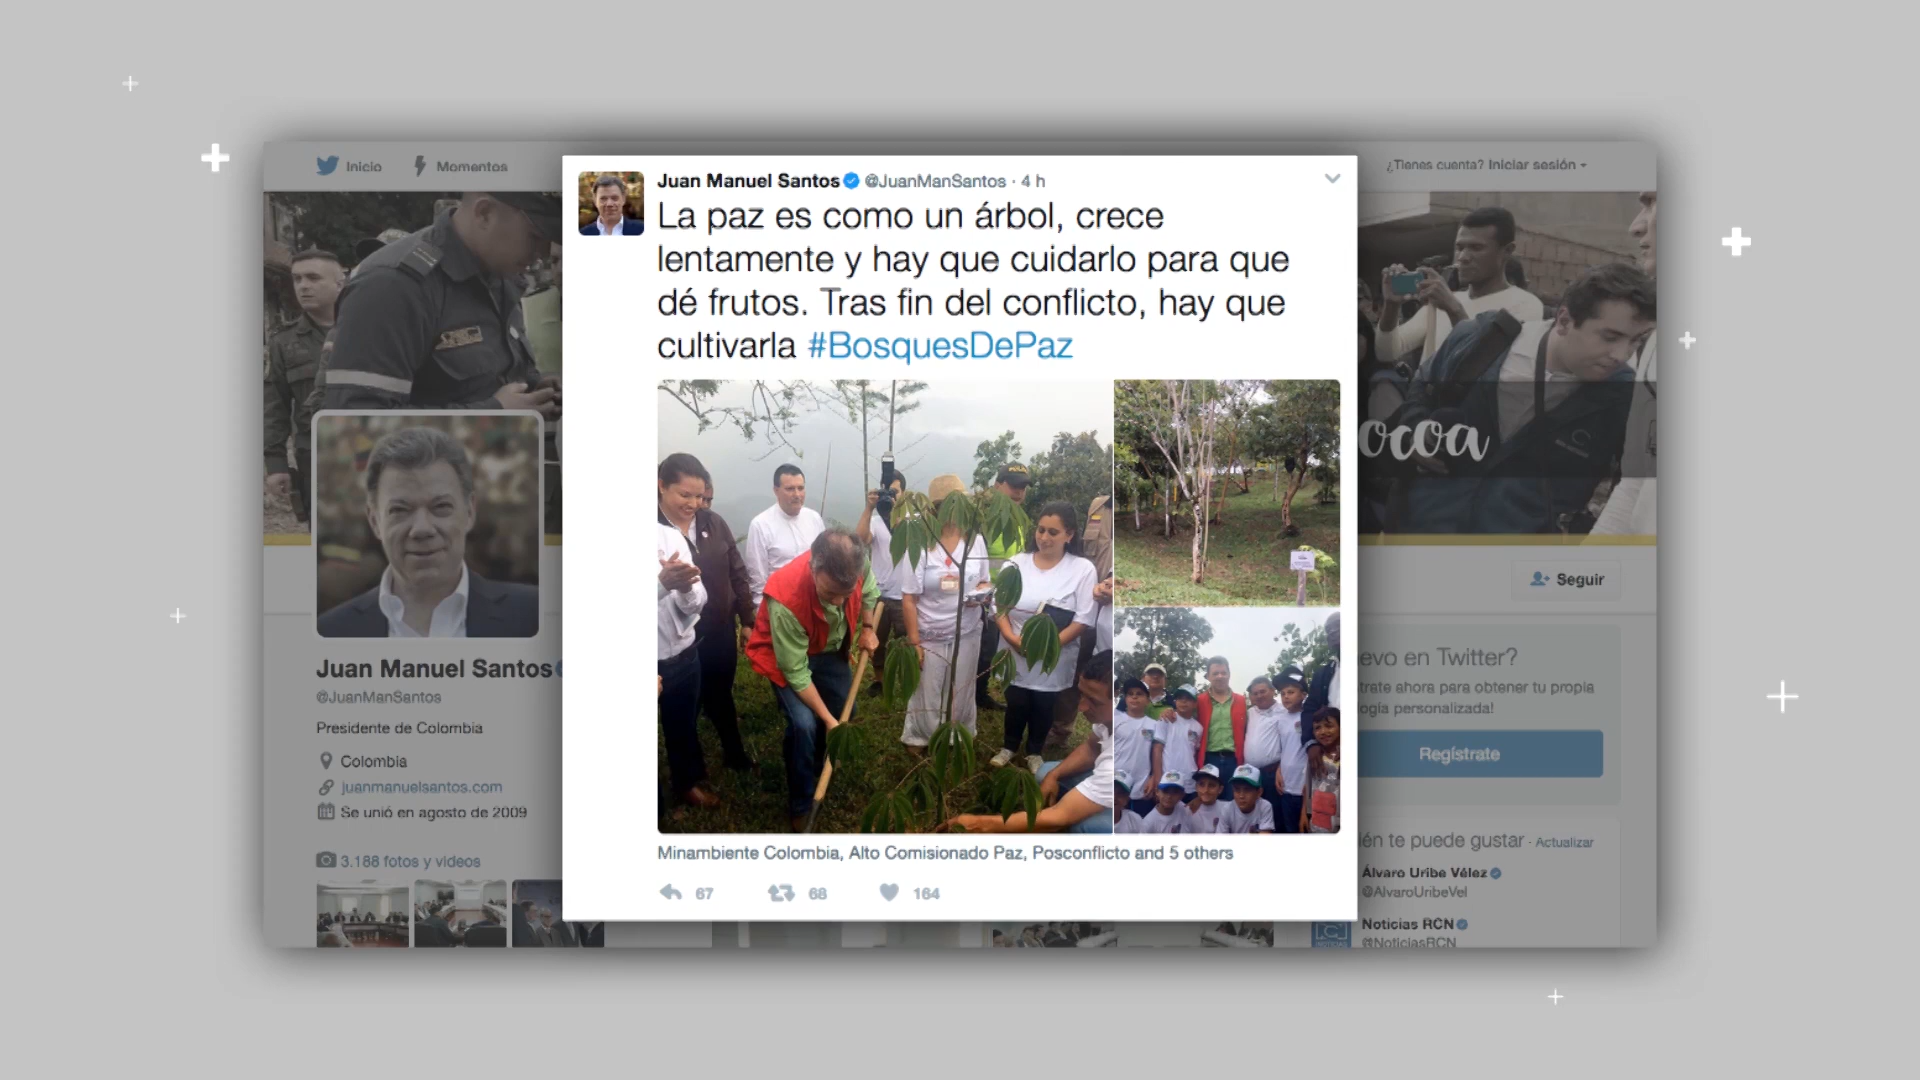 Inicio
Momentos
¿Tienes cuenta? Iniciar sesión
Juan Manuel Santos @JuanManSantos · 4 h
La paz es como un árbol, crece
lentamente y hay que cuidarlo para que
dé frutos. Tras fin del conflicto, hay que
cultivarla #BosquesDePaz
ocoa
Seguir
Juan Manuel Santos
@JuanManSantos
Presidente de Colombia
Colombia
juanmanuelsantos.com
Se unió en agosto de 2009
3.188 fotos y videos
Minambiente Colombia, Alto Comisionado Paz, Posconflicto and 5 others
67 68 164
evo en Twitter?
trate ahora para obtener tu propia
ogía personalizada!
Regístrate
ién te puede gustar · Actualizar
Álvaro Uribe Vélez
@AlvaroUribeVel
Noticias RCN
@NoticiasRCN